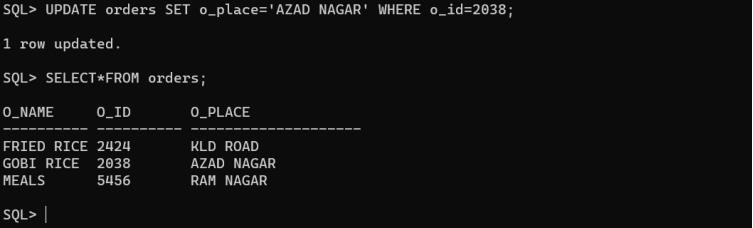 SQL> UPDATE orders SET o_place='AZAD NAGAR' WHERE o_id=2038;
1 row updated.
SQL> SELECT*FROM orders;
O_NAME     O_ID       O_PLACE
---------- ---------- --------------------
FRIED RICE 2424       KLD ROAD
GOBI RICE  2038       AZAD NAGAR
MEALS      5456       RAM NAGAR
SQL>